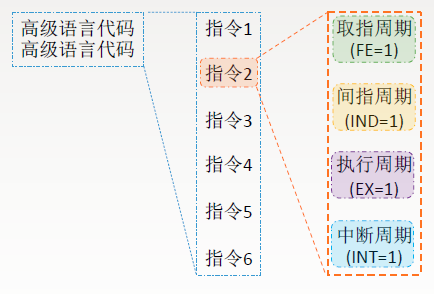 高级语言代码
高级语言代码
指令1
指令2
指令3
指令4
指令5
指令6
取指周期
(FE=1)
间指周期
(IND=1)
执行周期
(EX=1)
中断周期
(INT=1)